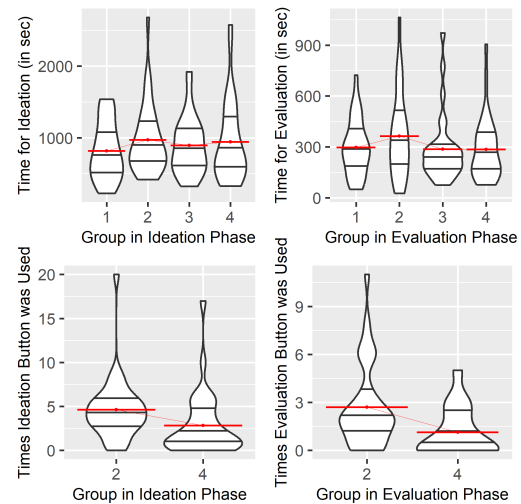 Time for Ideation (in sec)
2000
1000
1 2 3 4
Group in Ideation Phase
Time for Evaluation (in sec)
900
600
300
0
1 2 3 4
Group in Evaluation Phase
Times Ideation Button was Used
20
15
10
5
0
2 4
Group in Ideation Phase
Times Evaluation Button was Used
9
6
3
0
2 4
Group in Evaluation Phase